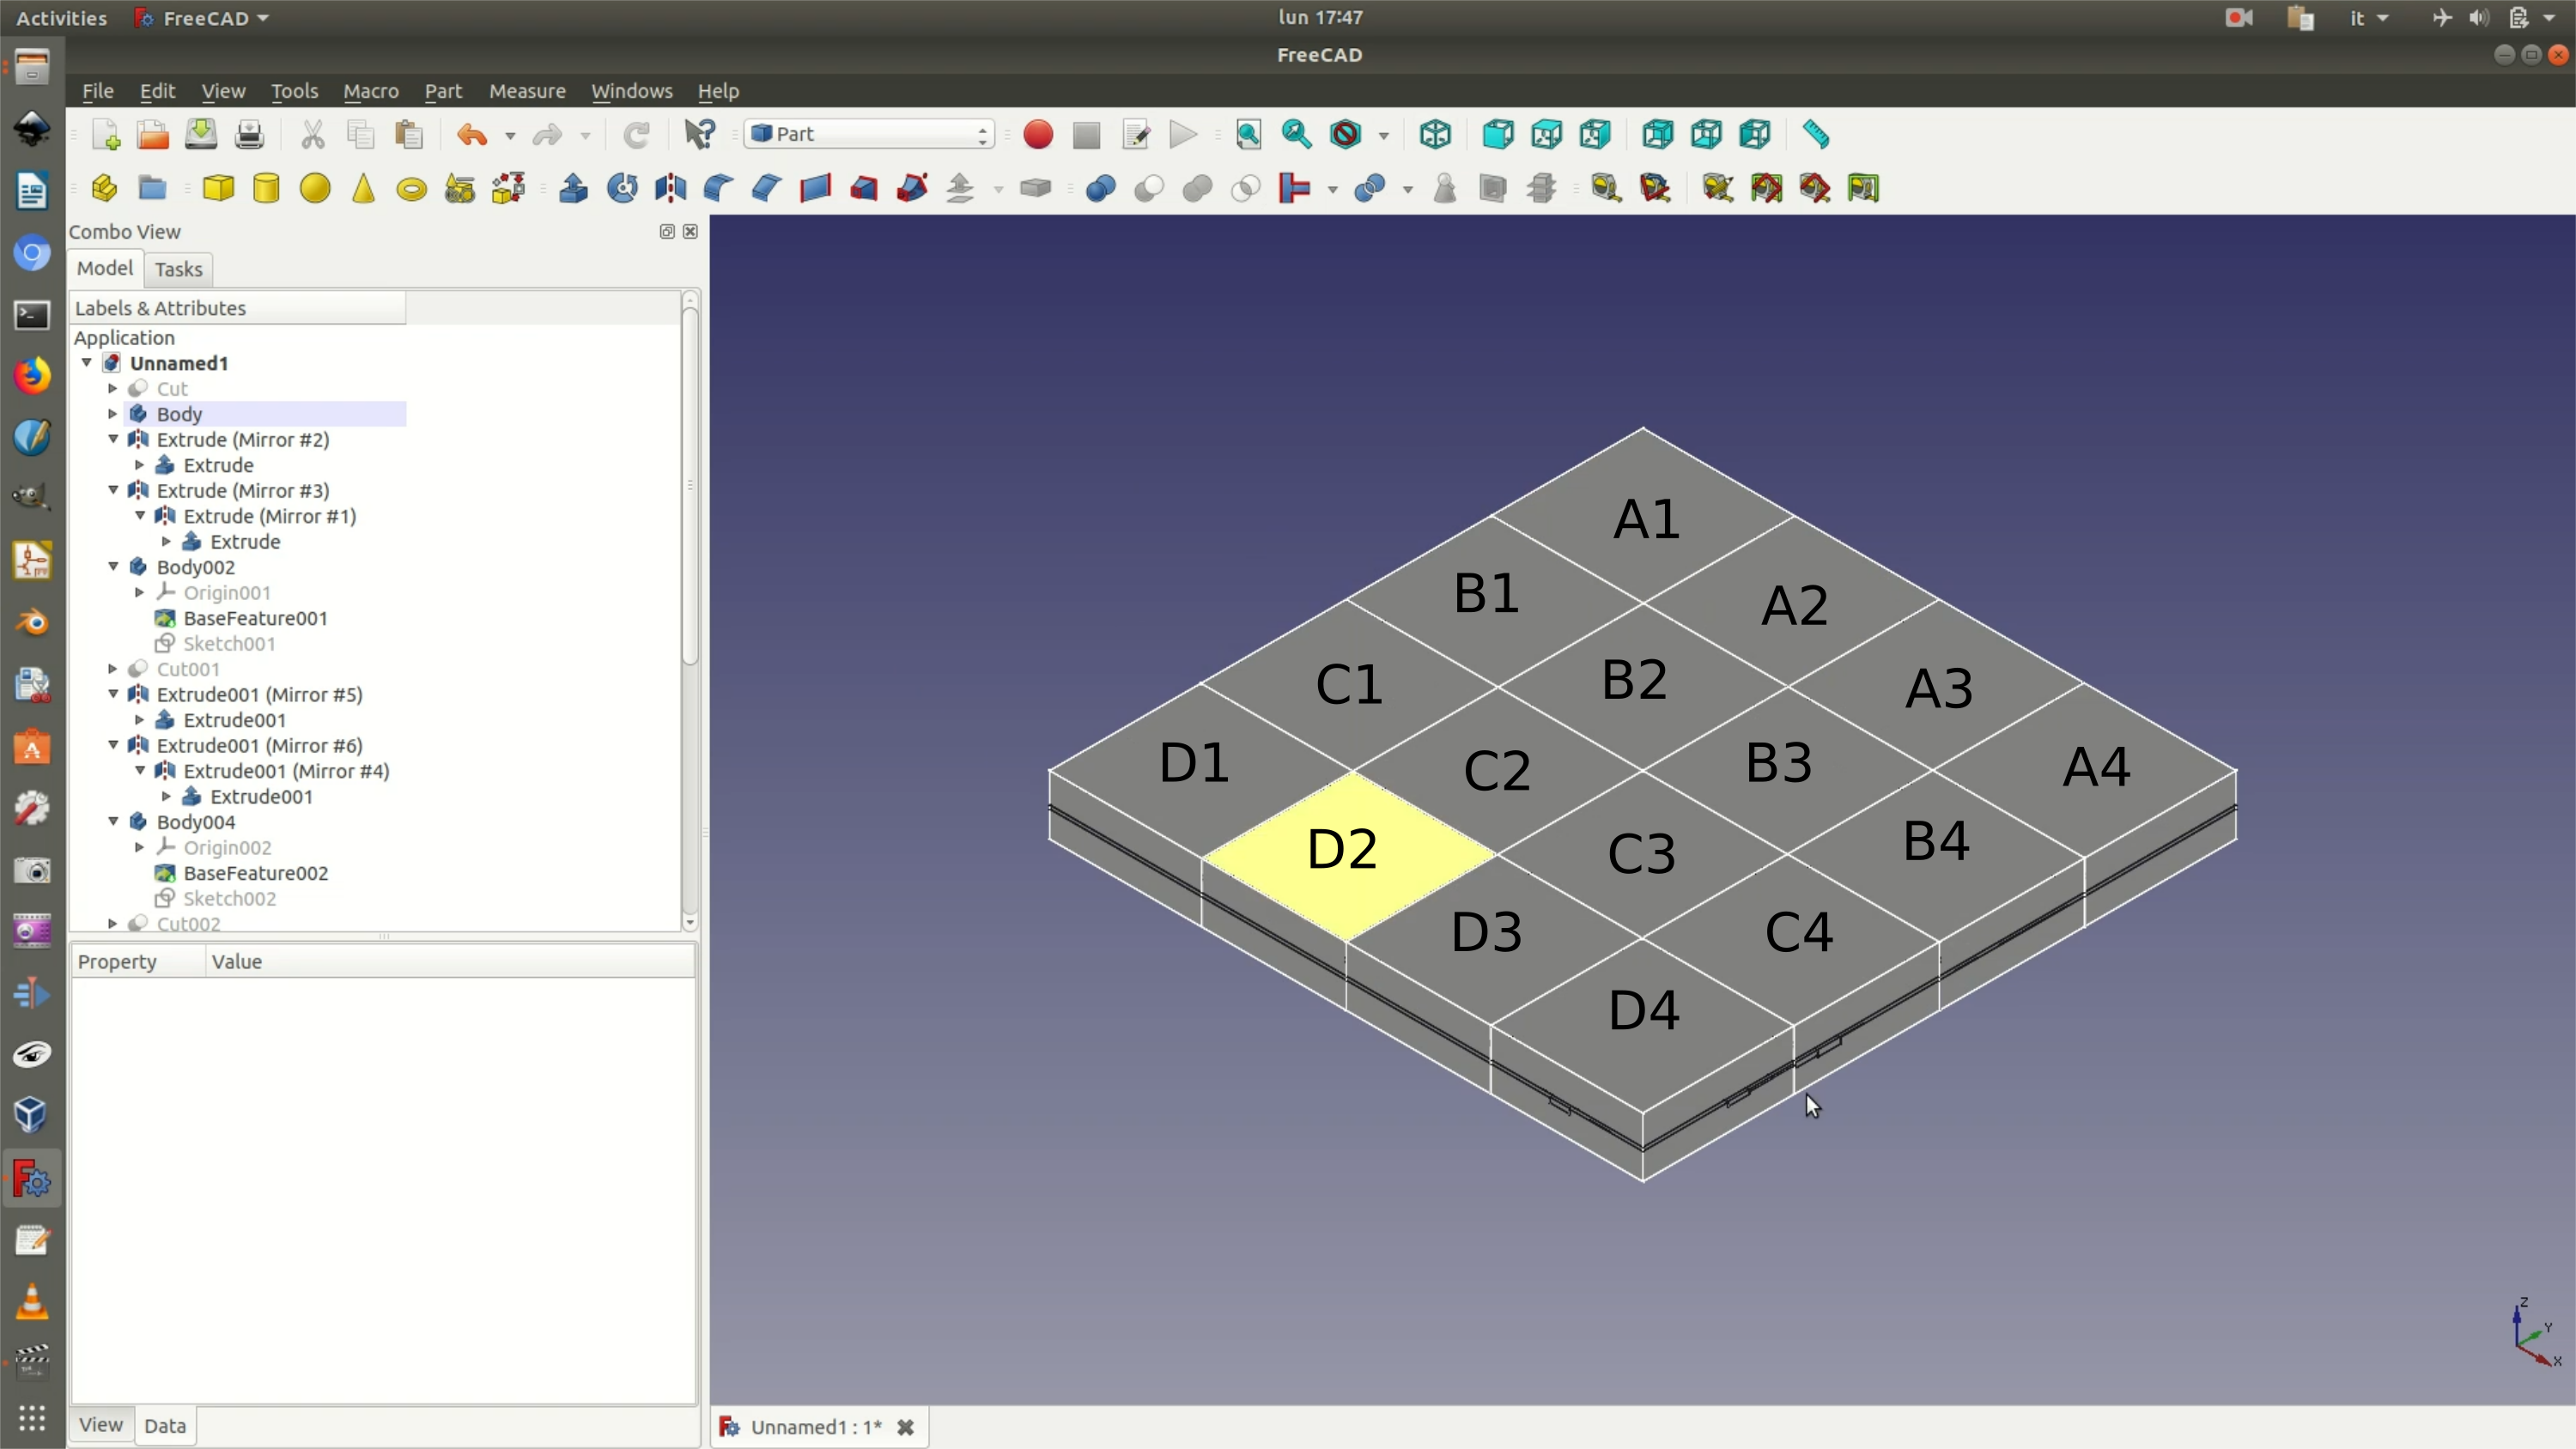 Activities FreeCAD lun 17:47 it
FreeCAD
File Edit View Tools Macro Part Measure Windows Help
Part
Combo View
Model Tasks
Labels & Attributes
Application
Unnamed1
Cut
Body
Extrude (Mirror #2)
Extrude
Extrude (Mirror #3)
Extrude (Mirror #1)
Extrude
Body002
Origin001
BaseFeature001
Sketch001
Cut001
Extrude001 (Mirror #5)
Extrude001
Extrude001 (Mirror #6)
Extrude001 (Mirror #4)
Extrude001
Body004
Origin002
BaseFeature002
Sketch002
Cut002
Property Value
View Data
A1
B1 A2
C1 B2 A3
D1 C2 B3 A4
D2 C3 B4
D3 C4
D4
Z
Y
X
Unnamed1 : 1*